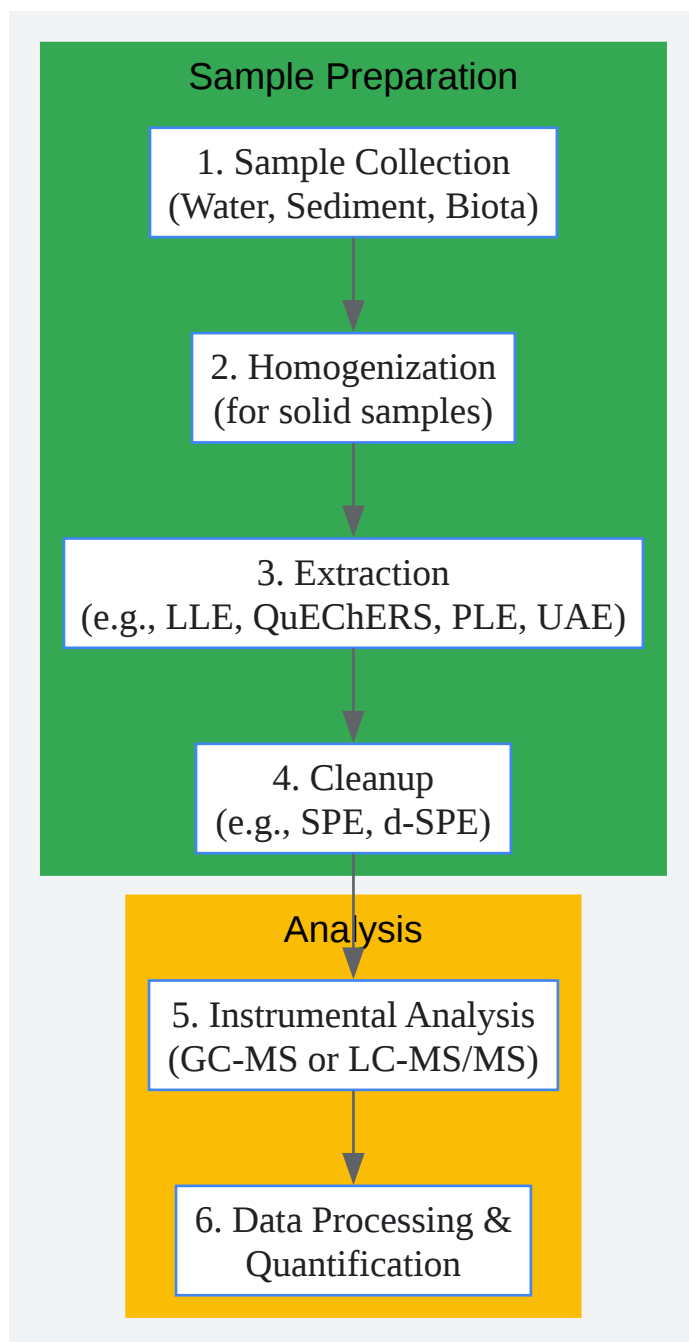 Sample Preparation
1. Sample Collection
(Water, Sediment, Biota)
2. Homogenization
(for solid samples)
3. Extraction
(e.g., LLE, QuEChERS, PLE, UAE)
4. Cleanup
(e.g., SPE, d-SPE)
Analysis
5. Instrumental Analysis
(GC-MS or LC-MS/MS)
6. Data Processing &
Quantification